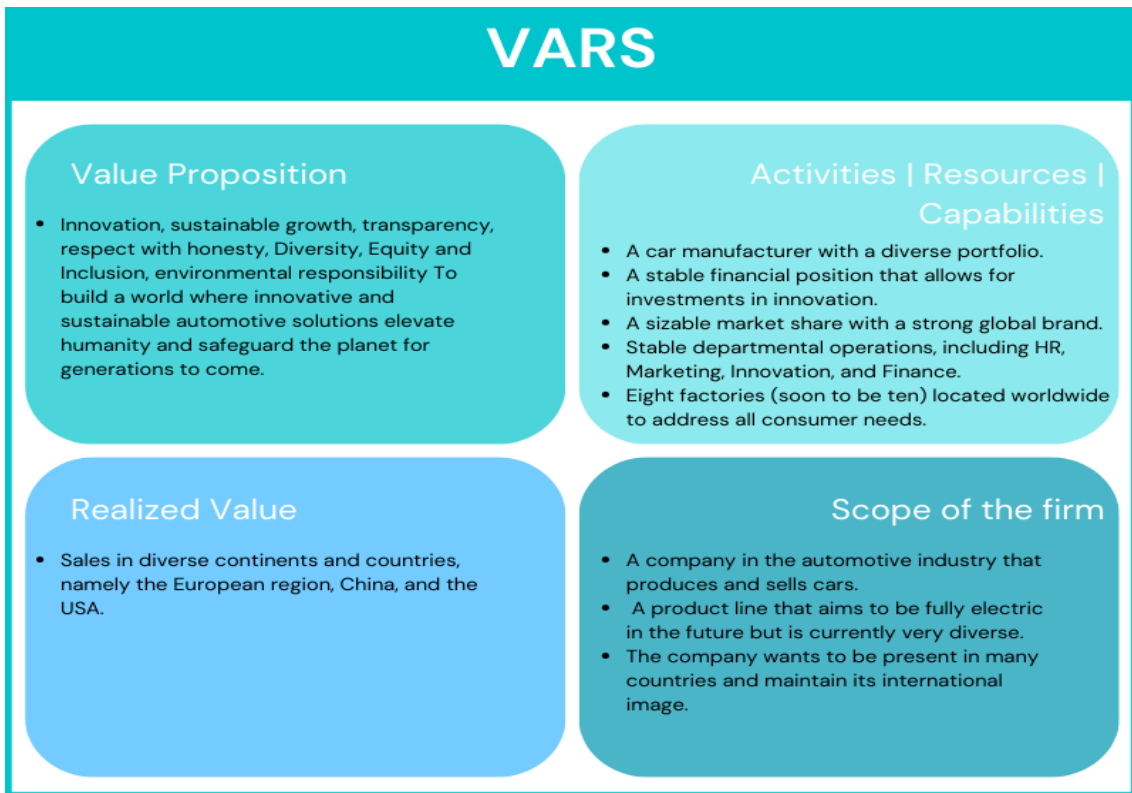 VARS
Value Proposition
• Innovation, sustainable growth, transparency,
respect with honesty, Diversity, Equity and
Inclusion, environmental responsibility To
build a world where innovative and
sustainable automotive solutions elevate
humanity and safeguard the planet for
generations to come.
Activities | Resources |
Capabilities
• A car manufacturer with a diverse portfolio.
• A stable financial position that allows for
investments in innovation.
• A sizable market share with a strong global brand.
• Stable departmental operations, including HR,
Marketing, Innovation, and Finance.
• Eight factories (soon to be ten) located worldwide
to address all consumer needs.
Realized Value
• Sales in diverse continents and countries,
namely the European region, China, and the
USA.
Scope of the firm
• A company in the automotive industry that
produces and sells cars.
• A product line that aims to be fully electric
in the future but is currently very diverse.
• The company wants to be present in many
countries and maintain its international
image.